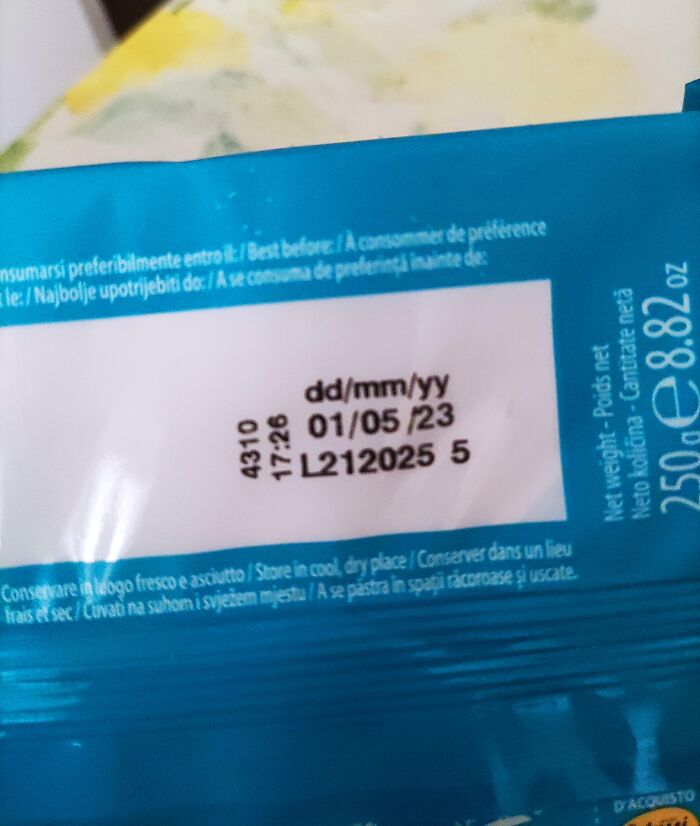 preferibilmente entro il: / Best before: / À consommer de préférence
le: / Najbolje upotrijebiti do: / A se consuma de preferință înainte de:
dd/mm/yy
01/05/23
L212025 5
4310
17:26
Net weight - Poids net
Neto količina - Cantitate netă
250 g e 8.82 oz
Conservare in luogo fresco e asciutto / Store in cool, dry place / Conserver dans un lieu
frais et sec / Čuvati na suhom i svježem mjestu / A se păstra în spații răcoroase și uscate.
D'ACQUISTO